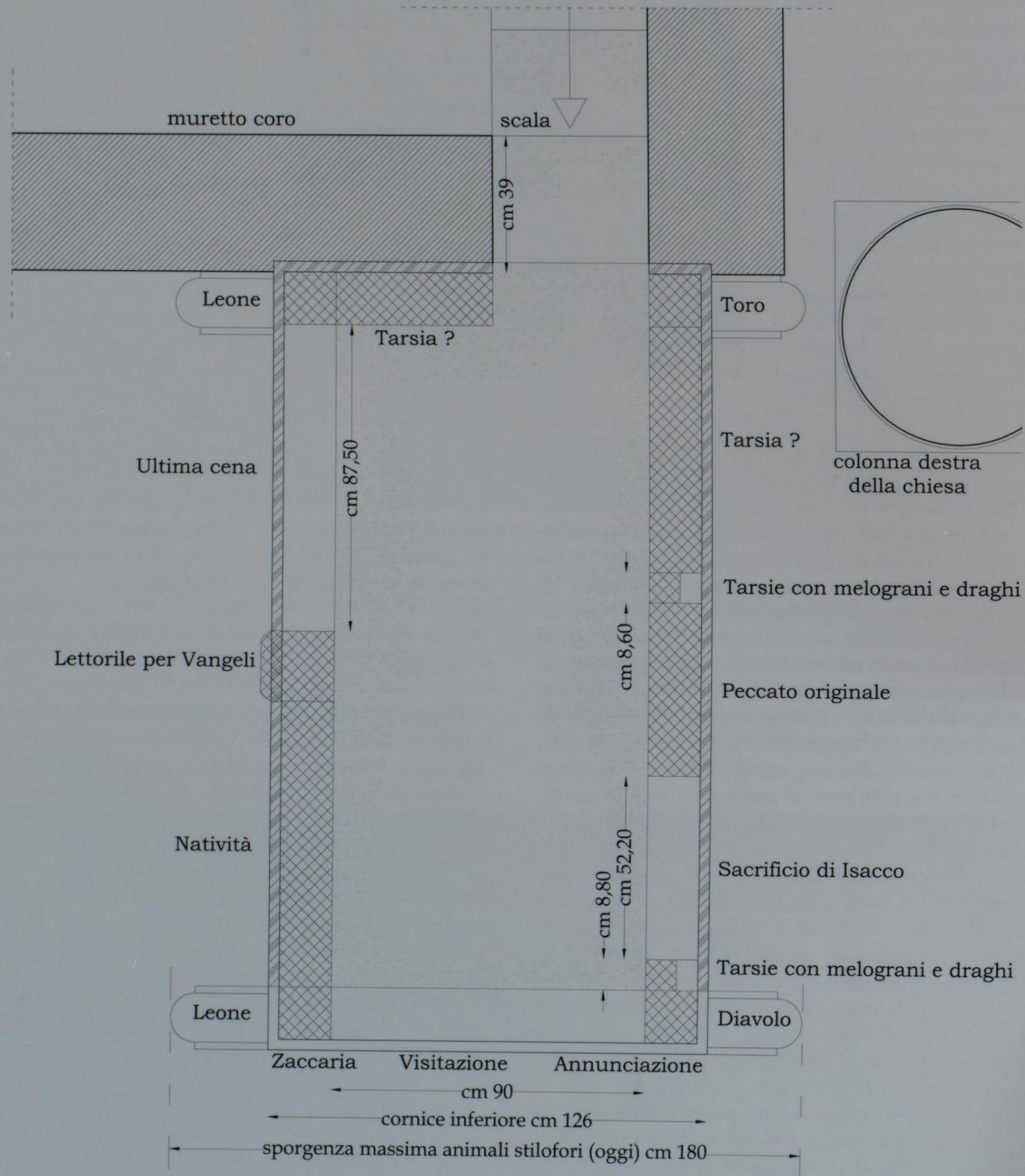 muretto coro
scala
cm 39
Leone
Toro
Tarsia ?
cm 87,50
Tarsia ?
Ultima cena
colonna destra
della chiesa
Tarsie con melograni e draghi
cm 8,60
Lettorile per Vangeli
Peccato originale
Natività
cm 52,20
Sacrificio di Isacco
cm 8,80
Tarsie con melograni e draghi
Leone
Diavolo
Zaccaria Visitazione Annunciazione
cm 90
cornice inferiore cm 126
sporgenza massima animali stilofori (oggi) cm 180